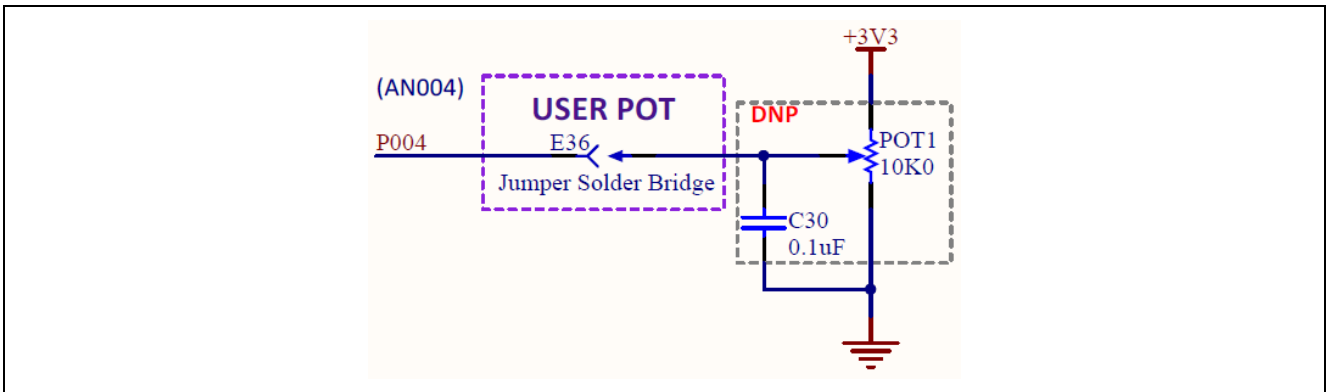 +3V3
(AN004)
USER POT
DNP
P004
E36
POT1
10K0
Jumper Solder Bridge
C30
0.1uF